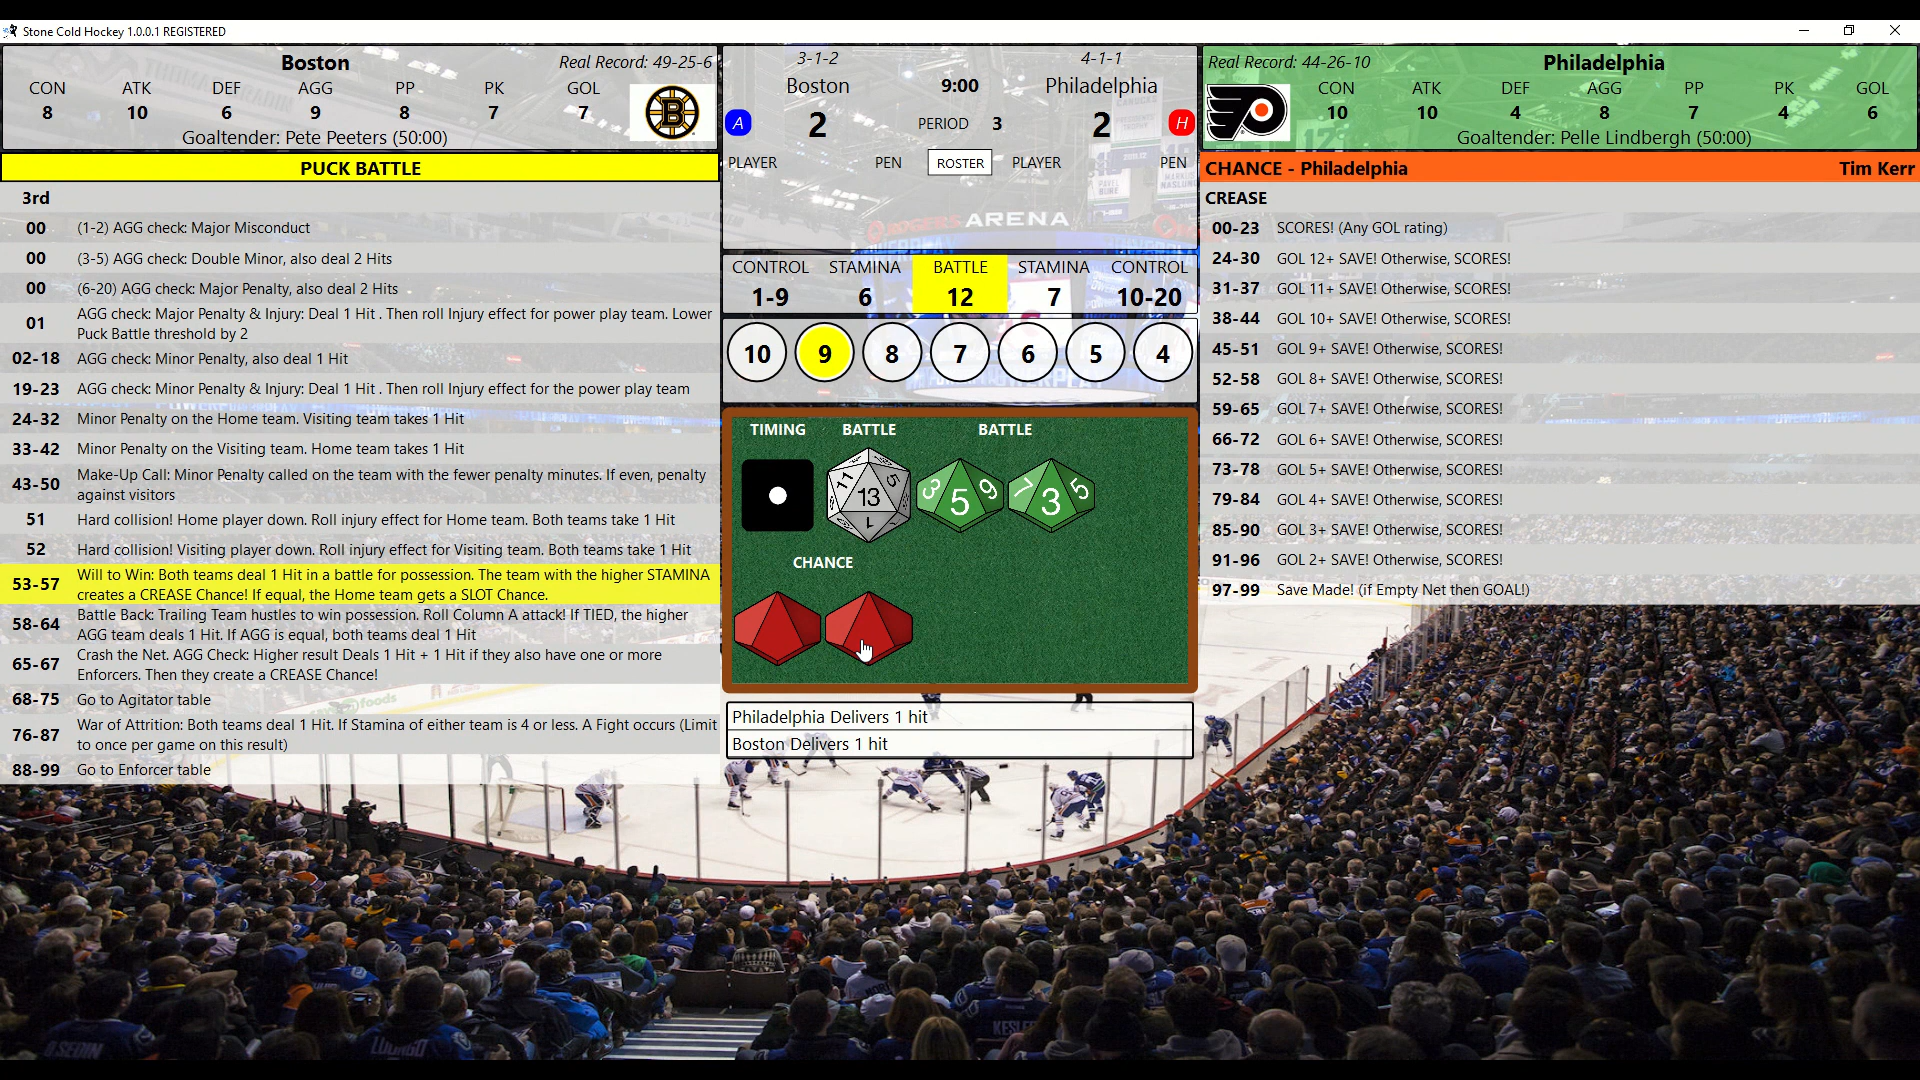 Stone Cold Hockey 1.0.0.1 REGISTERED
Boston
Real Record: 49-25-6
CON ATK DEF AGG PP PK GOL
8 10 6 9 8 7 7
Goaltender: Pete Peeters (50:00)
B
PUCK BATTLE
3rd
00 (1-2) AGG check: Major Misconduct
00 (3-5) AGG check: Double Minor, also deal 2 Hits
00 (6-20) AGG check: Major Penalty, also deal 2 Hits
01 AGG check: Major Penalty & Injury: Deal 1 Hit . Then roll Injury effect for power play team. Lower
Puck Battle threshold by 2
02-18 AGG check: Minor Penalty, also deal 1 Hit
19-23 AGG check: Minor Penalty & Injury: Deal 1 Hit . Then roll Injury effect for the power play team
24-32 Minor Penalty on the Home team. Visiting team takes 1 Hit
33-42 Minor Penalty on the Visiting team. Home team takes 1 Hit
43-50 Make-Up Call: Minor Penalty called on the team with the fewer penalty minutes. If even, penalty
against visitors
51 Hard collision! Home player down. Roll injury effect for Home team. Both teams take 1 Hit
52 Hard collision! Visiting player down. Roll injury effect for Visiting team. Both teams take 1 Hit
53-57 Will to Win: Both teams deal 1 Hit in a battle for possession. The team with the higher STAMINA
creates a CREASE Chance! If equal, the Home team gets a SLOT Chance.
58-64 Battle Back: Trailing Team hustles to win possession. Roll Column A attack! If TIED, the higher
AGG team deals 1 Hit. If AGG is equal, both teams deal 1 Hit
65-67 Crash the Net. AGG Check: Higher result Deals 1 Hit + 1 Hit if they also have one or more
Enforcers. Then they create a CREASE Chance!
68-75 Go to Agitator table
76-87 War of Attrition: Both teams deal 1 Hit. If Stamina of either team is 4 or less. A Fight occurs (Limit
to once per game on this result)
88-99 Go to Enforcer table
3-1-2 4-1-1
Boston 9:00 Philadelphia
A 2 PERIOD 3 2 H
PLAYER PEN ROSTER PLAYER PEN
ROGERS ARENA
CONTROL STAMINA BATTLE STAMINA CONTROL
1-9 6 12 7 10-20
10 9 8 7 6 5 4
TIMING BATTLE BATTLE
11 5 13 1 3 5 9 7 3 5
CHANCE
Philadelphia Delivers 1 hit
Boston Delivers 1 hit
Real Record: 44-26-10
Philadelphia
CON ATK DEF AGG PP PK GOL
10 10 4 8 7 4 6
Goaltender: Pelle Lindbergh (50:00)
CHANCE - Philadelphia Tim Kerr
CREASE
00-23 SCORES! (Any GOL rating)
24-30 GOL 12+ SAVE! Otherwise, SCORES!
31-37 GOL 11+ SAVE! Otherwise, SCORES!
38-44 GOL 10+ SAVE! Otherwise, SCORES!
45-51 GOL 9+ SAVE! Otherwise, SCORES!
52-58 GOL 8+ SAVE! Otherwise, SCORES!
59-65 GOL 7+ SAVE! Otherwise, SCORES!
66-72 GOL 6+ SAVE! Otherwise, SCORES!
73-78 GOL 5+ SAVE! Otherwise, SCORES!
79-84 GOL 4+ SAVE! Otherwise, SCORES!
85-90 GOL 3+ SAVE! Otherwise, SCORES!
91-96 GOL 2+ SAVE! Otherwise, SCORES!
97-99 Save Made! (if Empty Net then GOAL!)